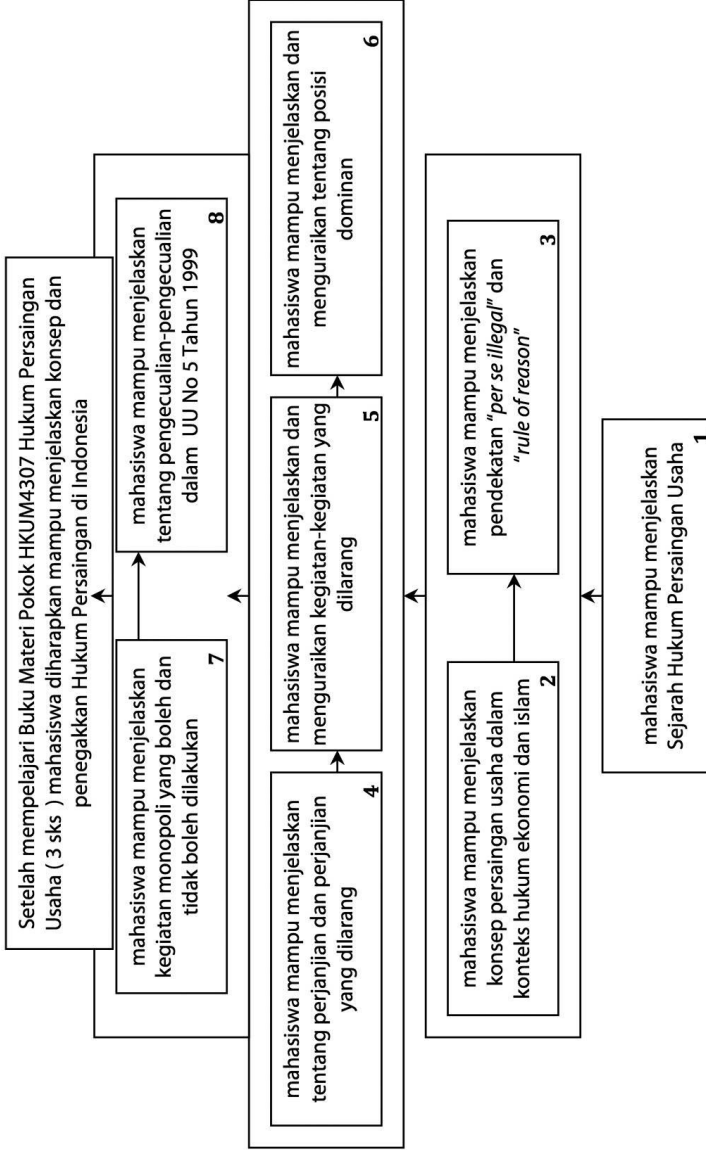 Setelah mempelajari Buku Materi Pokok HKUM4307 Hukum Persaingan
Usaha ( 3 sks ) mahasiswa diharapkan mampu menjelaskan konsep dan
penegakkan Hukum Persaingan di Indonesia
mahasiswa mampu menjelaskan
kegiatan monopoli yang boleh dan
tidak boleh dilakukan
7
mahasiswa mampu menjelaskan
tentang pengecualian-pengecualian
dalam UU No 5 Tahun 1999
8
mahasiswa mampu menjelaskan
tentang perjanjian dan perjanjian
yang dilarang
4
mahasiswa mampu menjelaskan dan
menguraikan kegiatan-kegiatan yang
dilarang
5
mahasiswa mampu menjelaskan dan
menguraikan tentang posisi
dominan
6
mahasiswa mampu menjelaskan
konsep persaingan usaha dalam
konteks hukum ekonomi dan islam
2
mahasiswa mampu menjelaskan
pendekatan "per se illegal" dan
"rule of reason"
3
mahasiswa mampu menjelaskan
Sejarah Hukum Persaingan Usaha
1